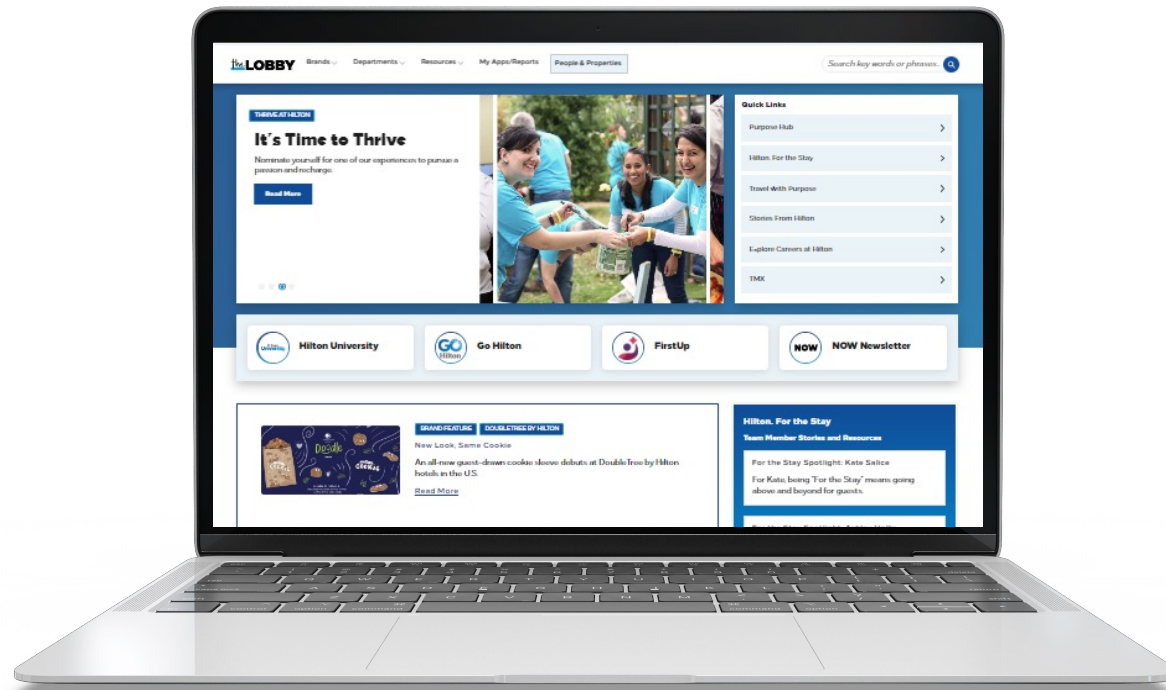 the LOBBY
Brands
Departments
Resources
My Apps/Reports
People & Properties
Search key words or phrases..
THRIVE AT HILTON
It's Time to Thrive
Nominate yourself for one of our experiences to pursue a
passion and recharge.
Read More
Quick Links
Purpose Hub
Hilton. For the Stay
Travel with Purpose
Stories From Hilton
Explore Careers at Hilton
TMX
Hilton University
GO
Hilton
Go Hilton
FirstUp
NOW
NOW Newsletter
BRAND FEATURE
DOUBLETREE BY HILTON
New Look, Same Cookie
An all-new guest-drawn cookie sleeve debuts at DoubleTree by Hilton
hotels in the U.S.
Read More
Doodle
Hilton. For the Stay
Team Member Stories and Resources
For the Stay Spotlight: Kate Salice
For Kate, being "For the Stay" means going
above and beyond for guests.